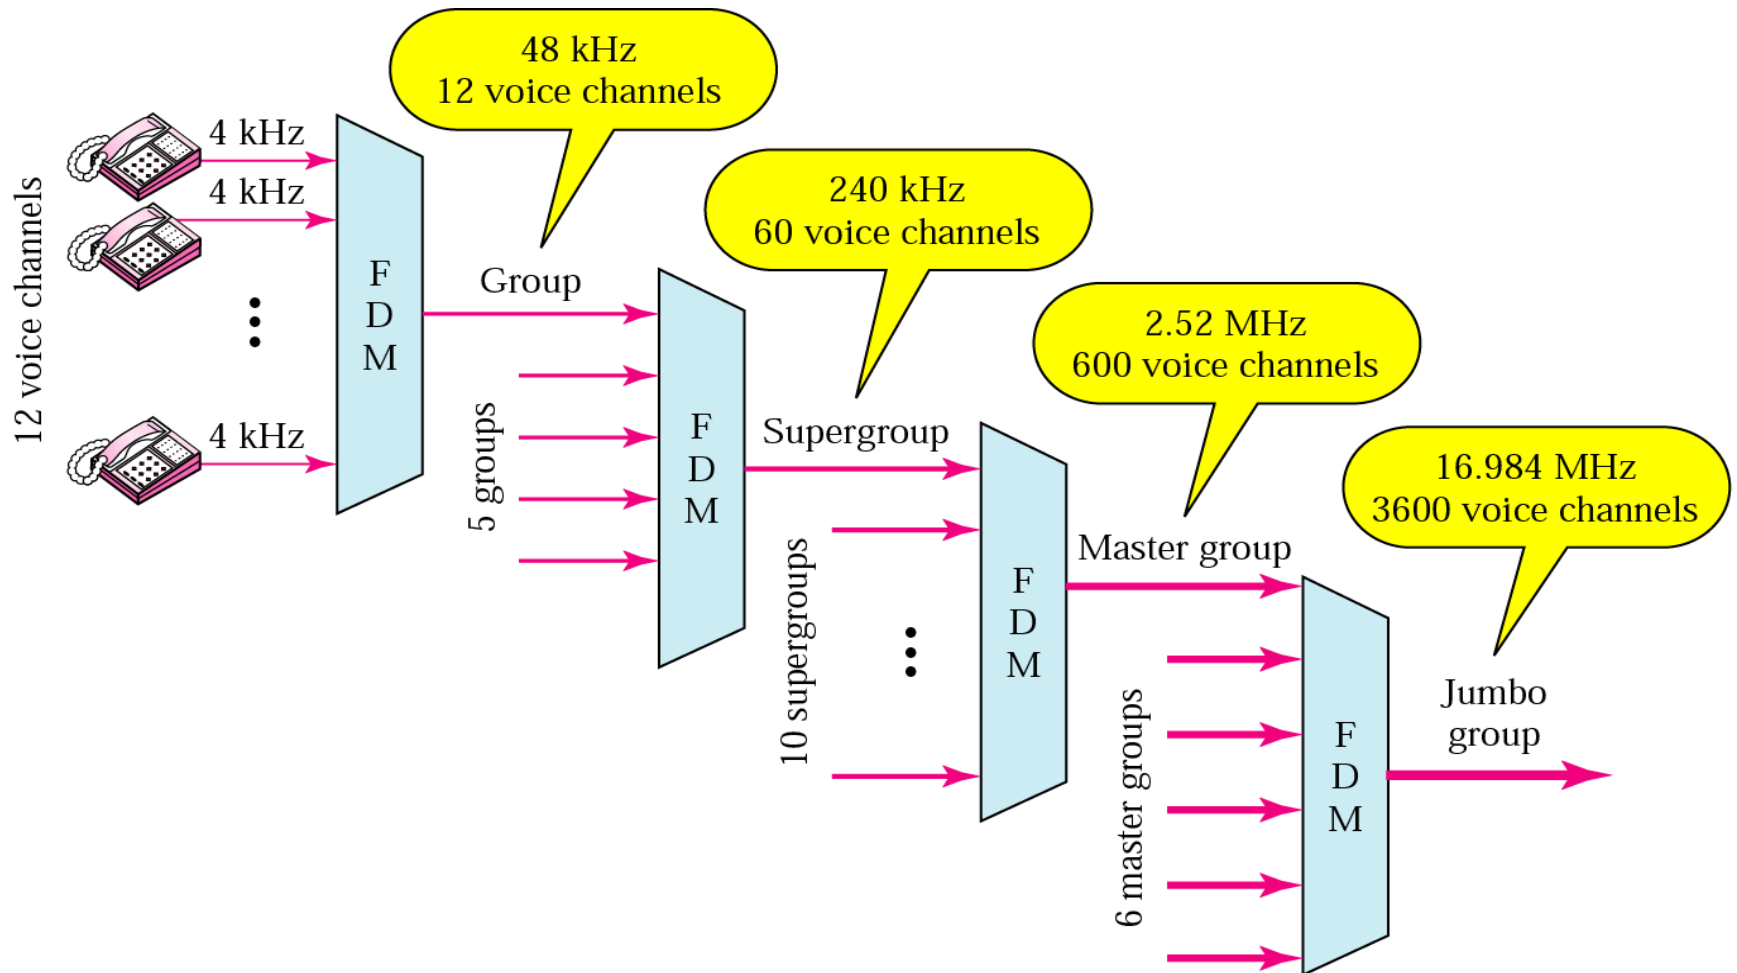 48 kHz
12 voice channels
4 kHz
4 kHz
4 kHz
12 voice channels
F
D
M
Group
240 kHz
60 voice channels
5 groups
F
D
M
Supergroup
2.52 MHz
600 voice channels
10 supergroups
F
D
M
Master group
16.984 MHz
3600 voice channels
6 master groups
F
D
M
Jumbo
group